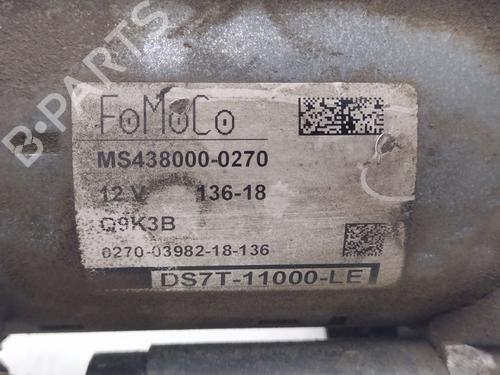 FoMoCo
MS438000-0270
12 V 136-18
Q9K3B
0270-03982-18-136
DS7T-11000-LE
B-PARTS